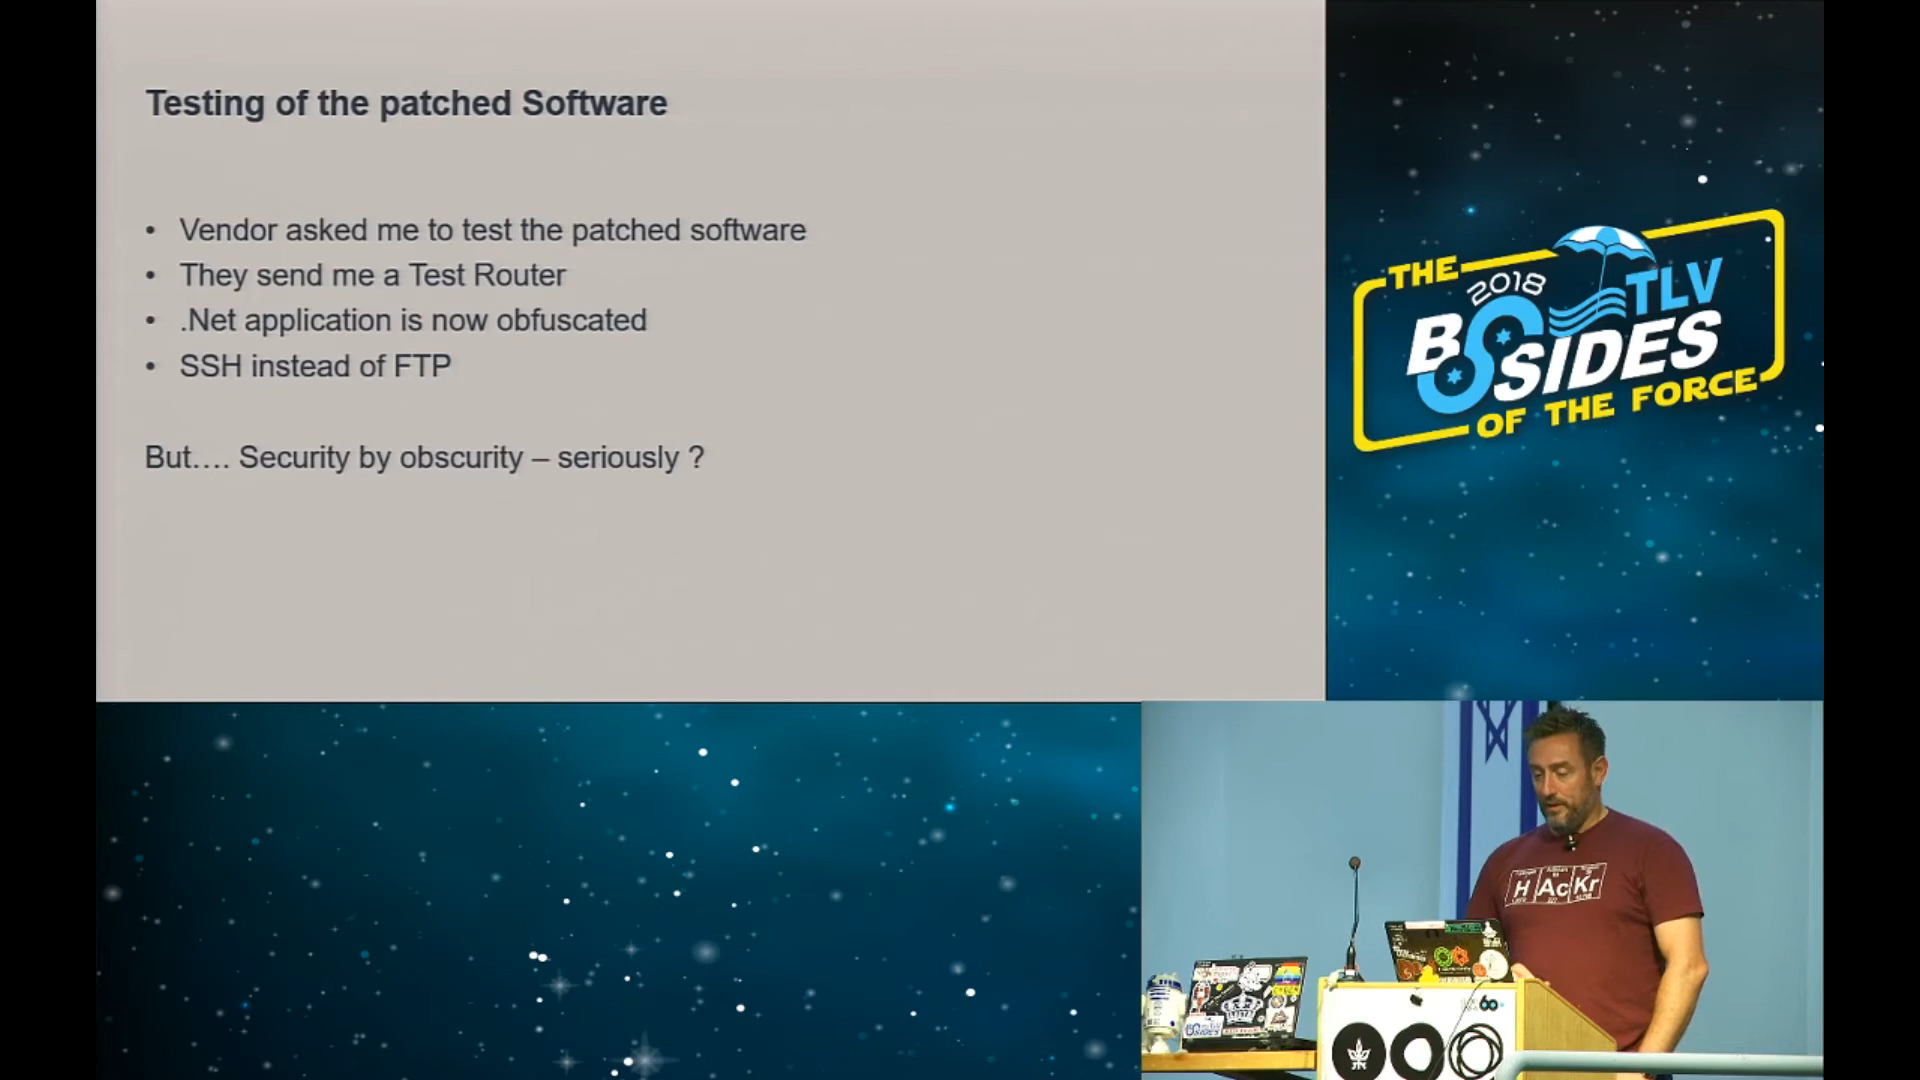 Testing of the patched Software
• Vendor asked me to test the patched software
• They send me a Test Router
• .Net application is now obfuscated
• SSH instead of FTP
But…. Security by obscurity – seriously ?
THE
2018
TLV
BSIDES
OF THE FORCE
H Ac Kr
SIDES